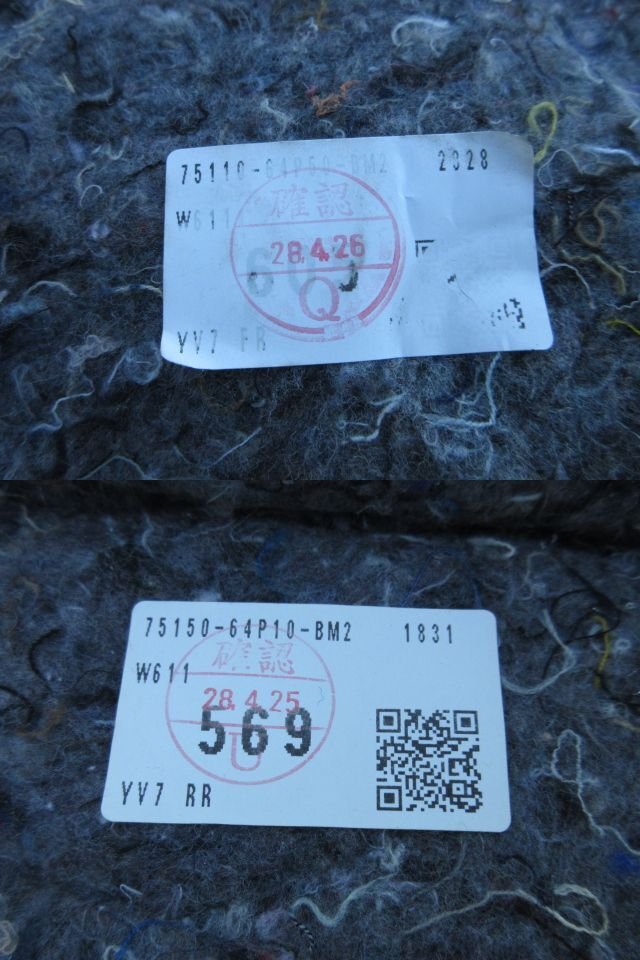 75110-64P50-BM2 2328
W611
確認
28.4.26
Q
YV7 FR
75150-64P10-BM2 1831
確認
W611
28.4.25
569
U
YV7 RR